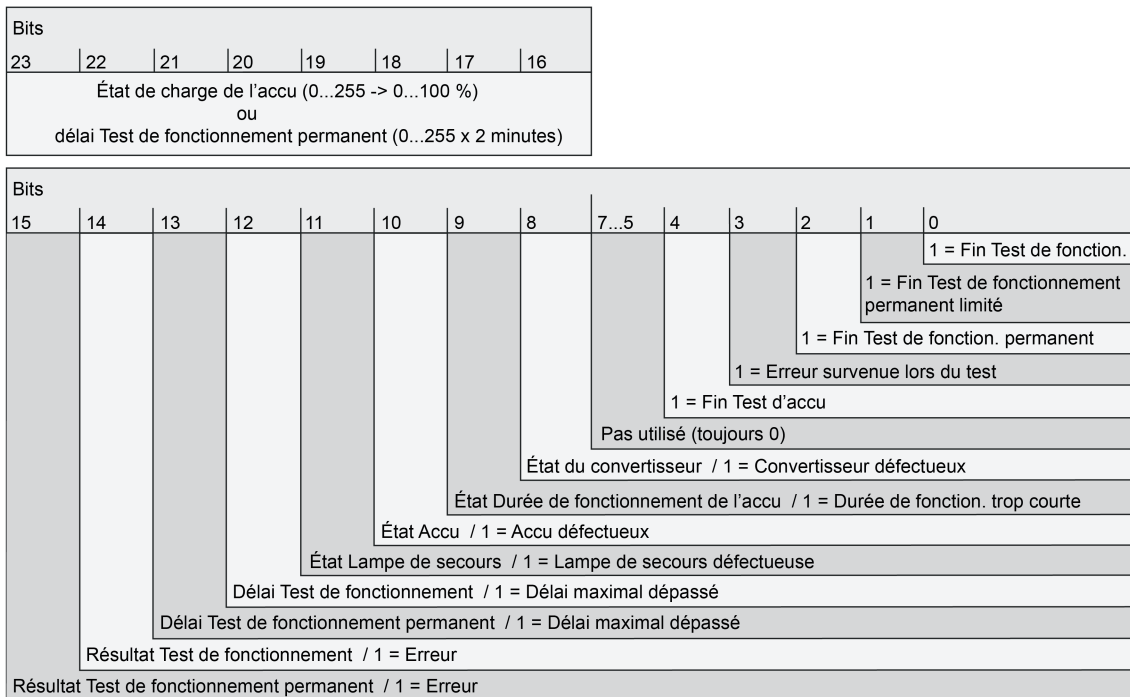 Bits
23 22 21 20 19 18 17 16
État de charge de l'accu (0...255 -> 0...100 %)
ou
délai Test de fonctionnement permanent (0...255 x 2 minutes)
Bits
15 14 13 12 11 10 9 8 7...5 4 3 2 1 0
1 = Fin Test de fonction.
1 = Fin Test de fonctionnement
permanent limité
1 = Fin Test de fonction. permanent
1 = Erreur survenue lors du test
1 = Fin Test d'accu
Pas utilisé (toujours 0)
État du convertisseur / 1 = Convertisseur défectueux
État Durée de fonctionnement de l'accu / 1 = Durée de fonction. trop courte
État Accu / 1 = Accu défectueux
État Lampe de secours / 1 = Lampe de secours défectueuse
Délai Test de fonctionnement / 1 = Délai maximal dépassé
Délai Test de fonctionnement permanent / 1 = Délai maximal dépassé
Résultat Test de fonctionnement / 1 = Erreur
Résultat Test de fonctionnement permanent / 1 = Erreur